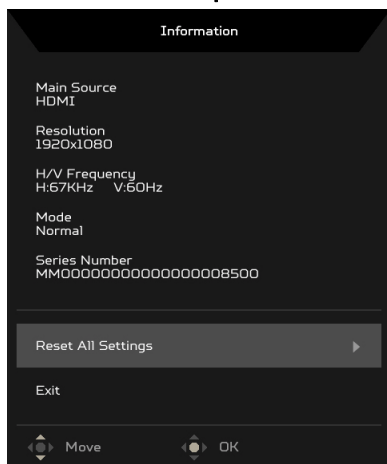 Information
Main Source
HDMI
Resolution
1920x1080
H/V Frequency
H:67KHz V:60Hz
Mode
Normal
Series Number
MM00000000000000008500
Reset All Settings
Exit
Move OK